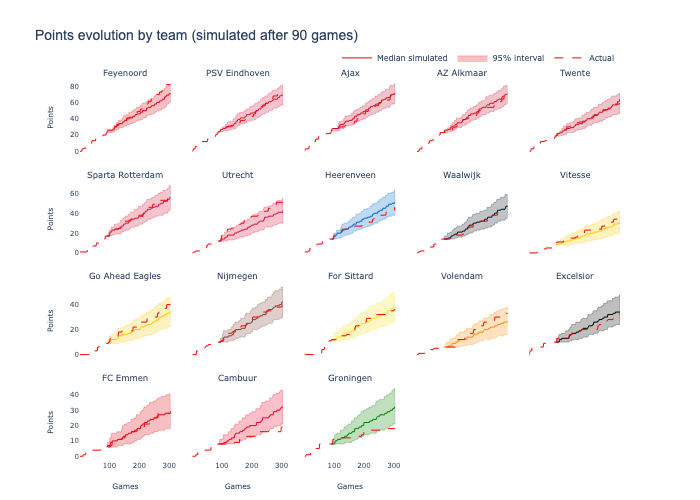 Points evolution by team (simulated after 90 games)
Median simulated 95% interval Actual
Feyenoord PSV Eindhoven Ajax AZ Alkmaar Twente
80
60
40
20
0
Points
Sparta Rotterdam Utrecht Heerenveen Waalwijk Vitesse
60
40
20
0
Points
Go Ahead Eagles Nijmegen For Sittard Volendam Excelsior
40
20
0
Points
FC Emmen Cambuur Groningen
40
30
20
10
0
Points
100 200 300 100 200 300 100 200 300
Games Games Games